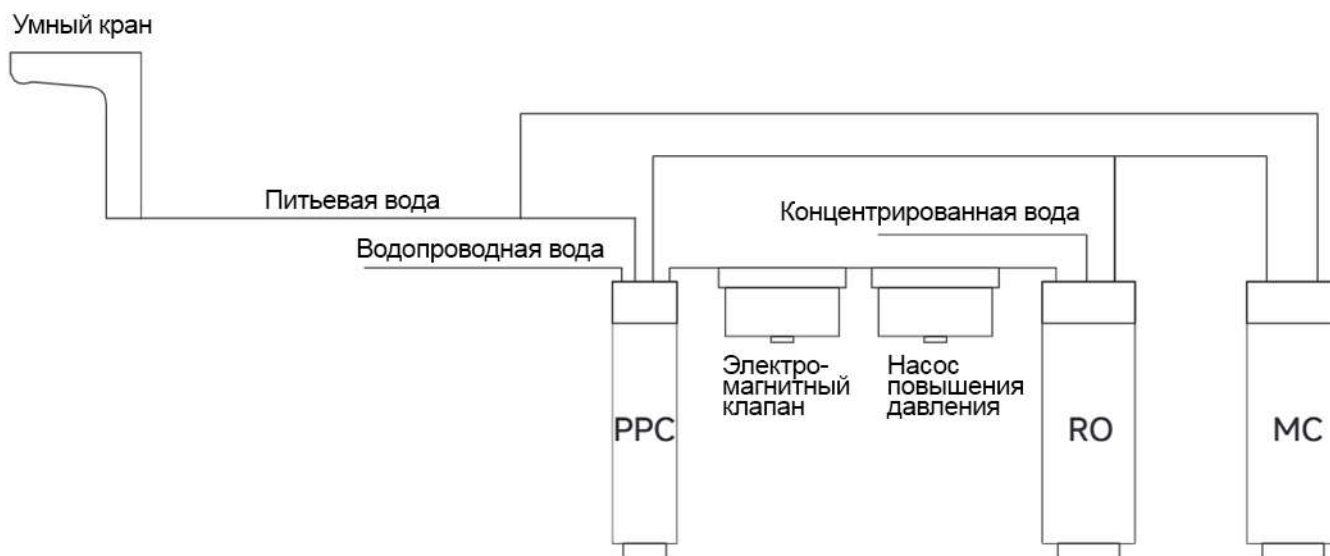 Умный кран
Питьевая вода
Концентрированная вода
Водопроводная вода
Электро-
магнитный
клапан
Насос
повышения
давления
PPC
RO
MC